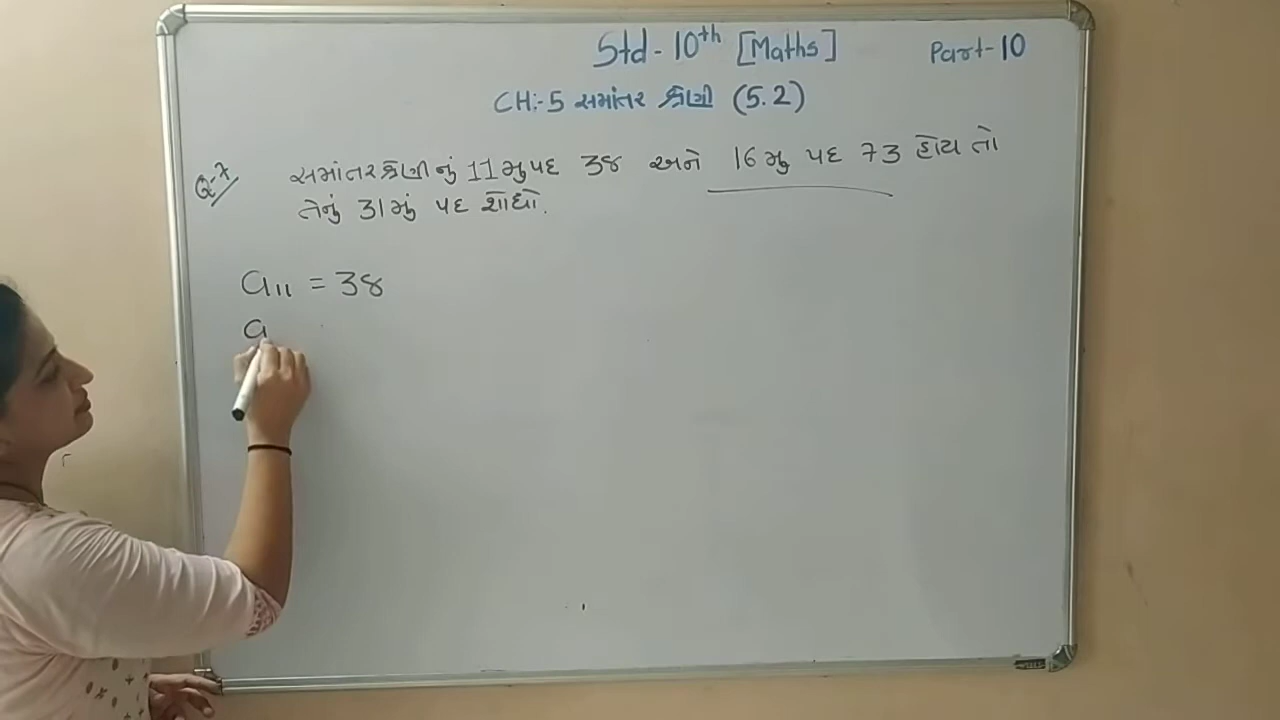 Std - 10th [Maths]
Part-10
CH:-5 સમાંતર શ્રેણી (5.2)
Q-7 સમાંતર શ્રેણીનું 11મુ પદ 38 અને 16મુ પદ 73 હોય તો
તેનું 31મું પદ શોધો.
a11 = 38
a